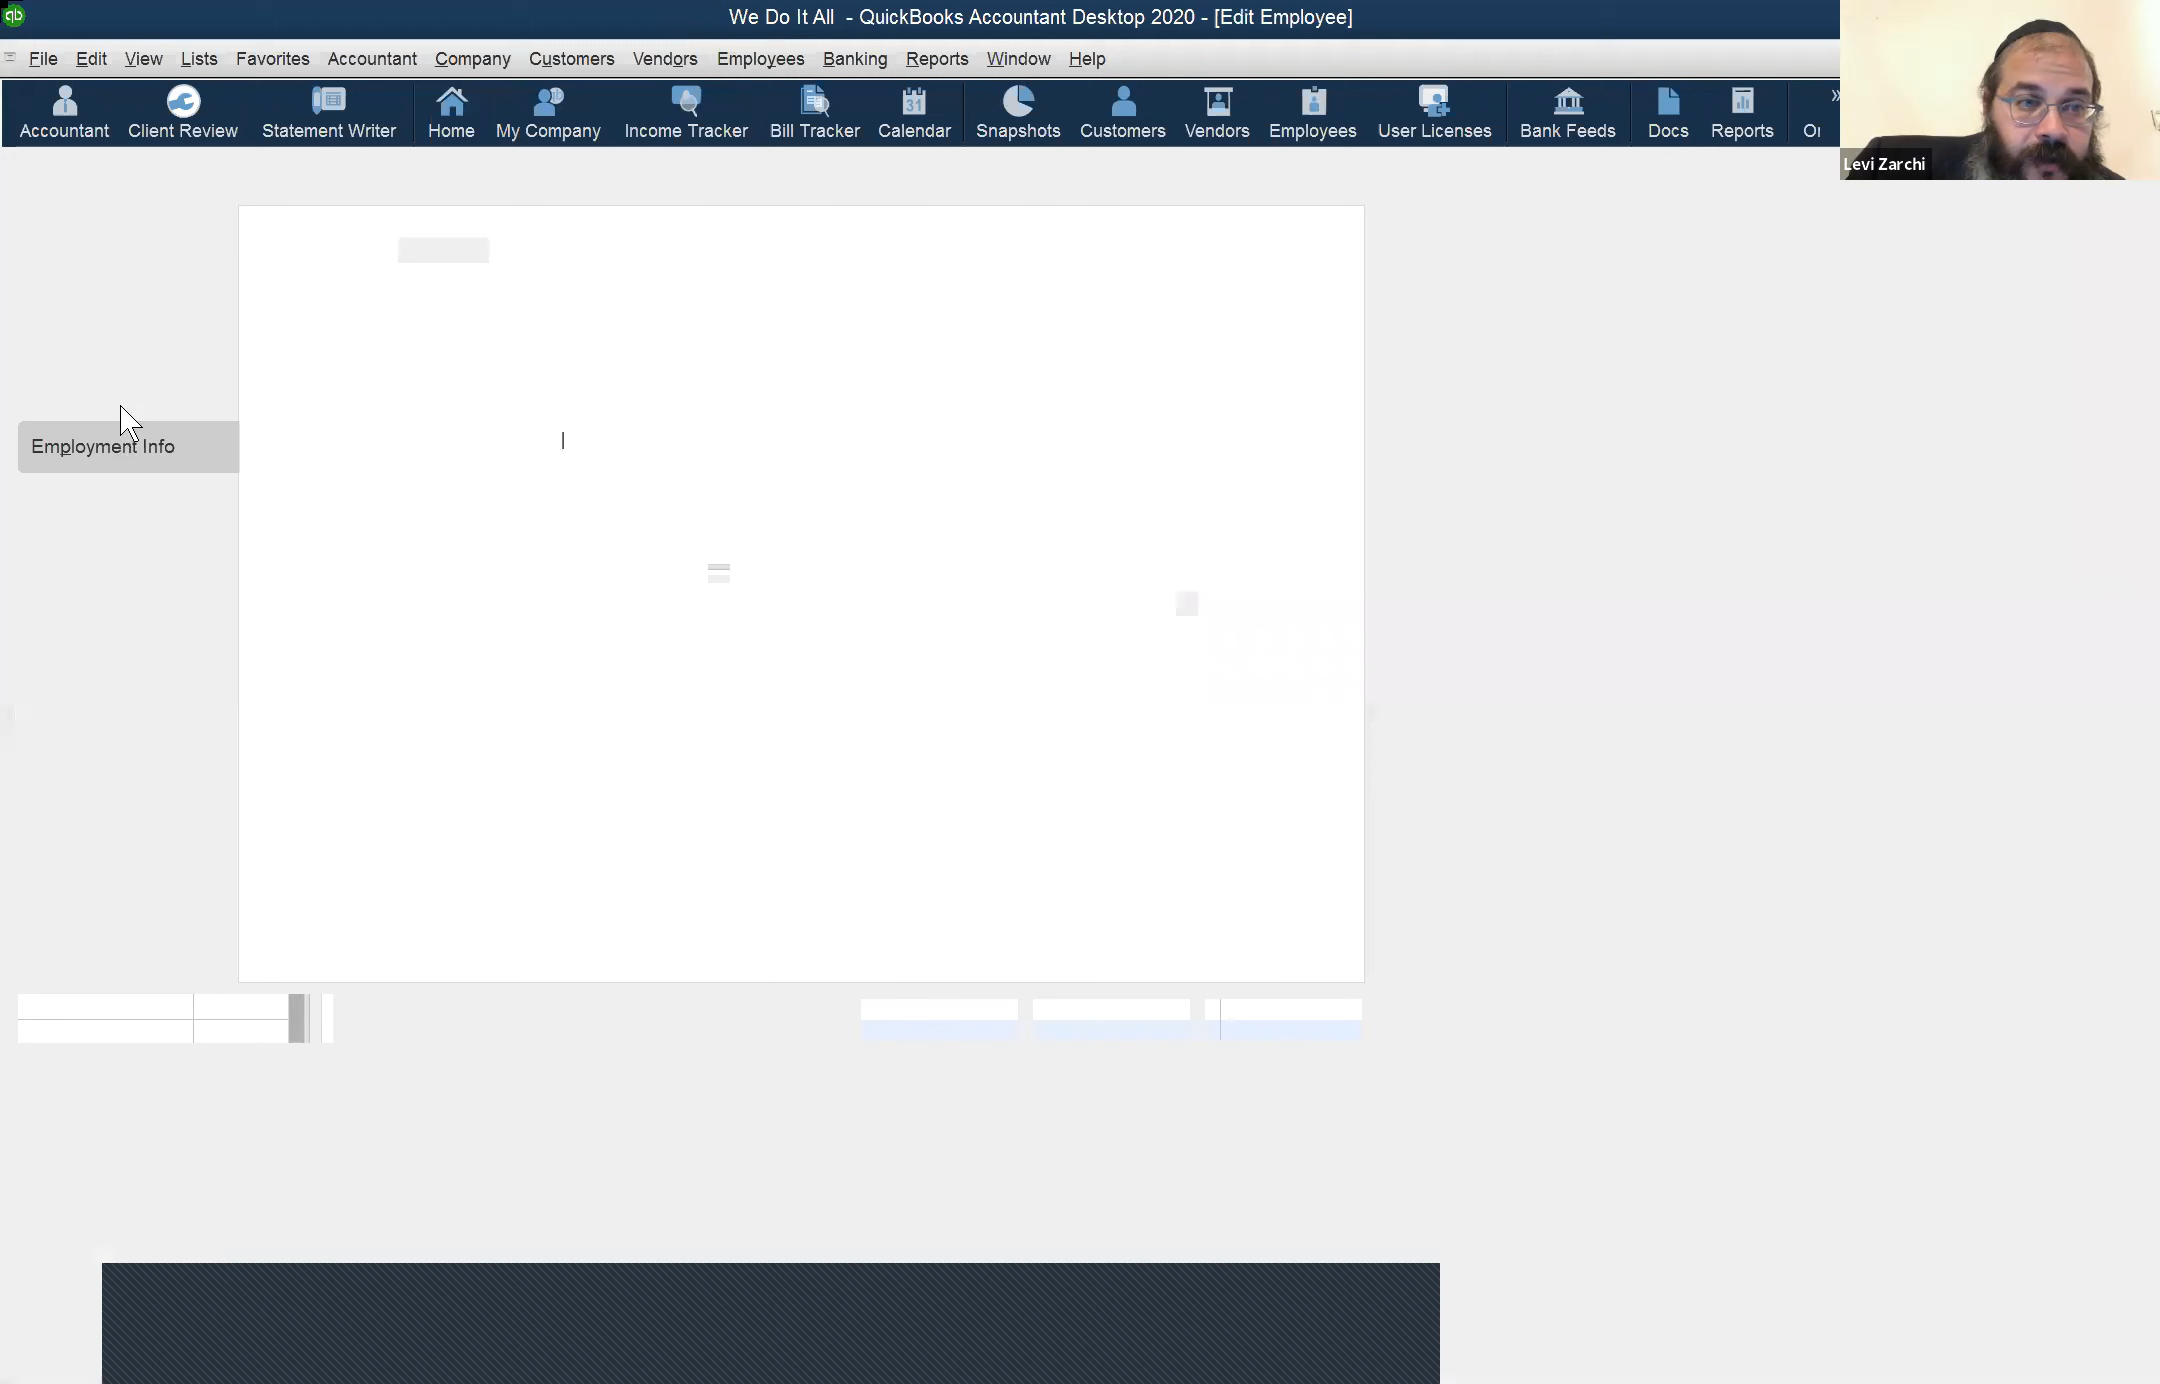 We Do It All - QuickBooks Accountant Desktop 2020 - [Edit Employee]
File Edit View Lists Favorites Accountant Company Customers Vendors Employees Banking Reports Window Help
Accountant Client Review Statement Writer Home My Company Income Tracker Bill Tracker Calendar Snapshots Customers Vendors Employees User Licenses Bank Feeds Docs Reports
31
Levi Zarchi
Employment Info